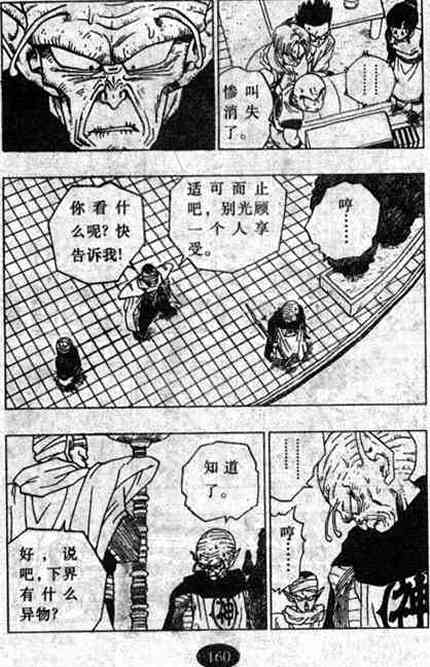 …………
惨叫
消失
了。
哼
……
适可而止
吧，别光顾
一个人享
受。
你看什
么呢？快
告诉我！
……
哼
……
知道
了。
神
好，说
吧，下界
有什么
异物？
神
160